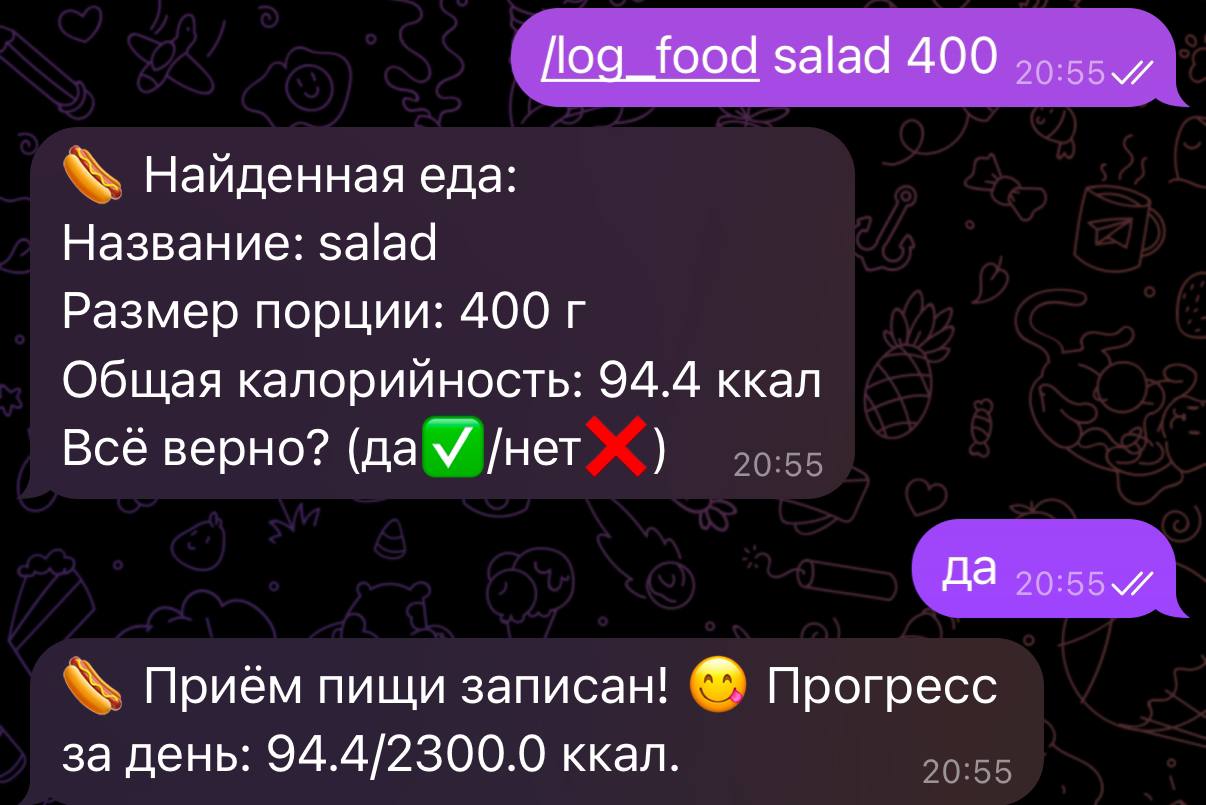 /log_food salad 400 20:55
🌭 Найденная еда:
Название: salad
Размер порции: 400 г
Общая калорийность: 94.4 ккал
Всё верно? (да✅/нет❌) 20:55
да 20:55
🌭 Приём пищи записан! 😋 Прогресс
за день: 94.4/2300.0 ккал. 20:55